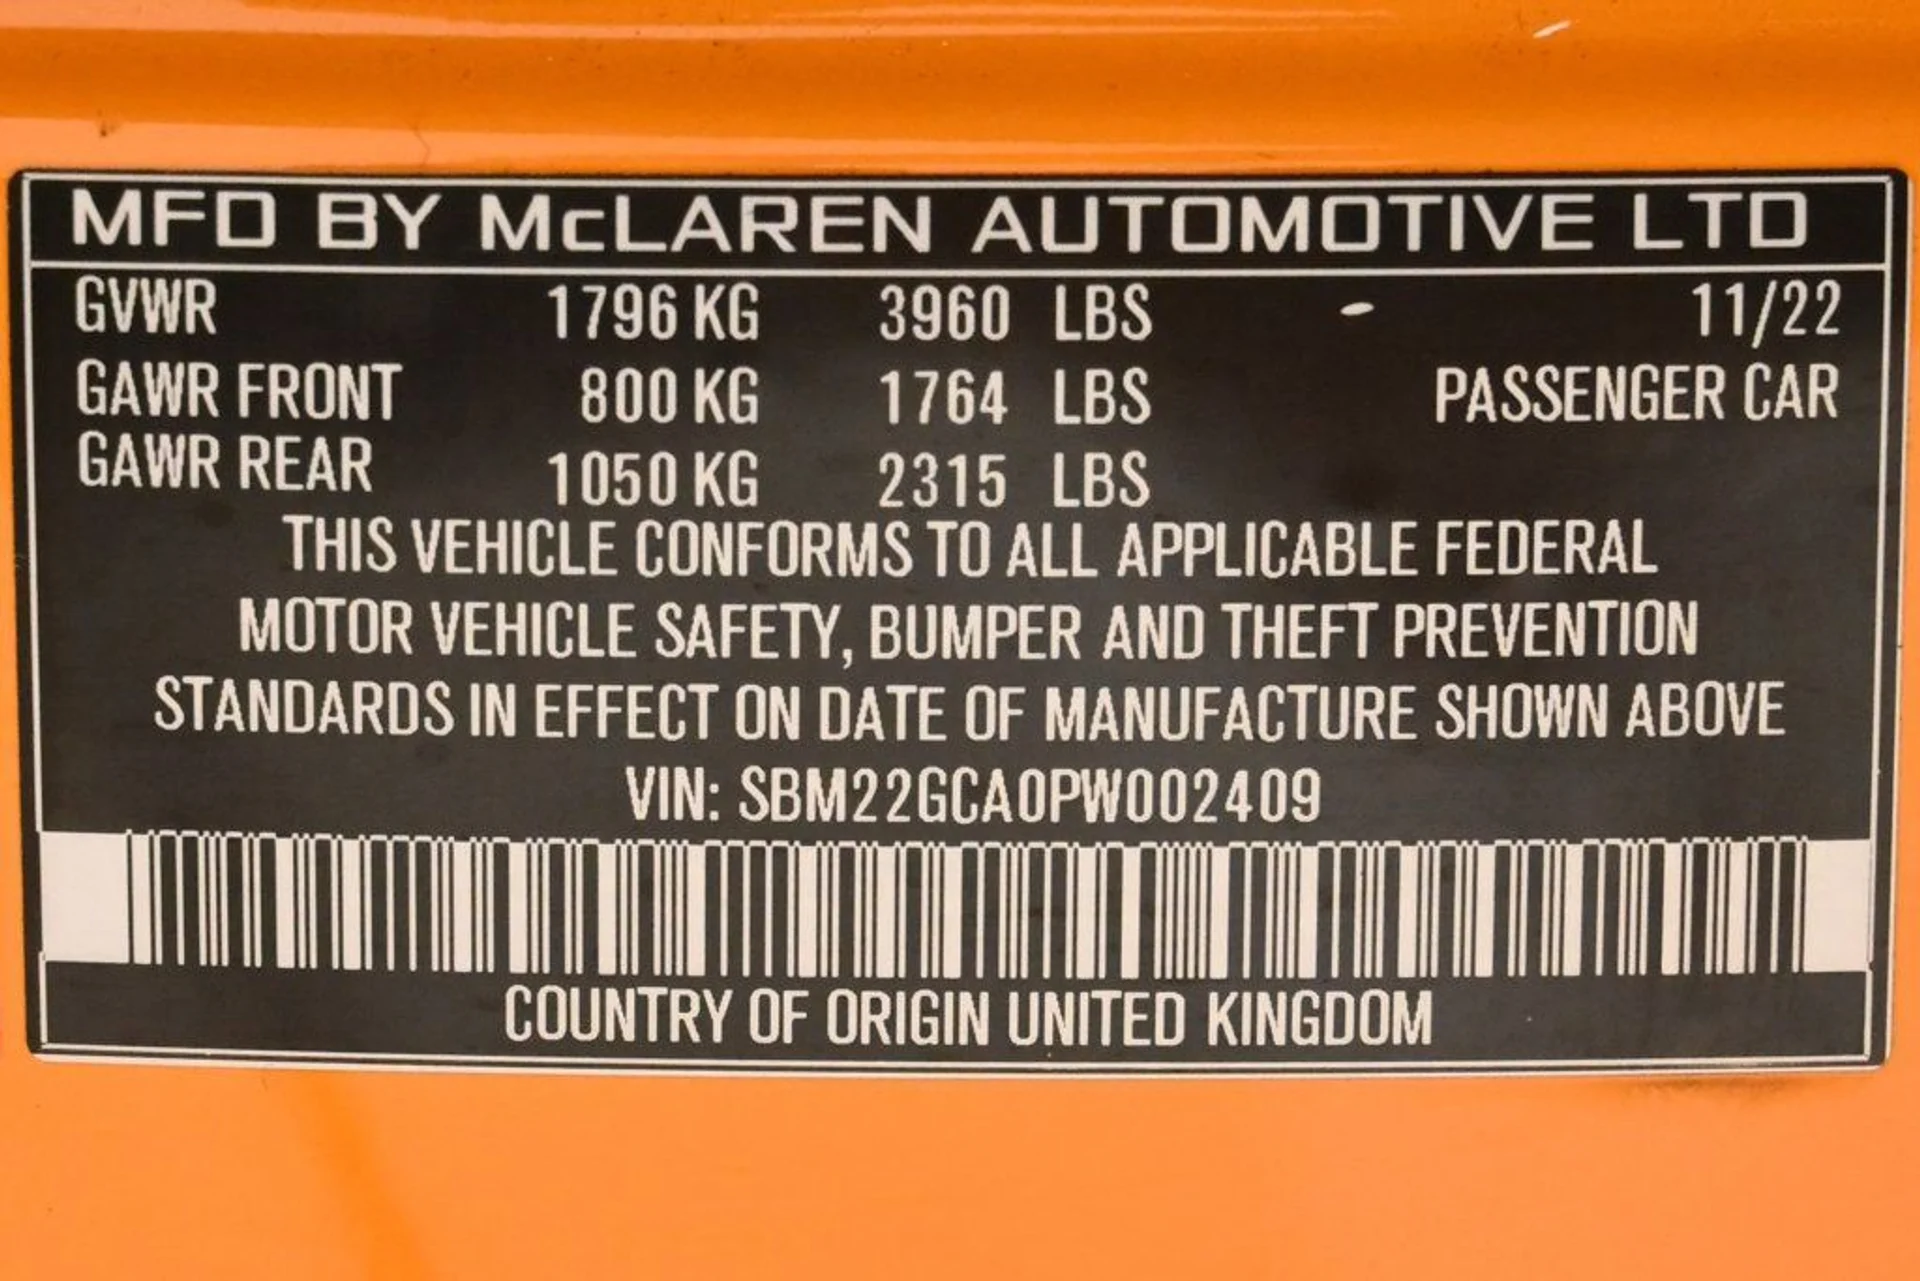 MFD BY McLAREN AUTOMOTIVE LTD
GVWR 1796 KG 3960 LBS 11/22
GAWR FRONT 800 KG 1764 LBS PASSENGER CAR
GAWR REAR 1050 KG 2315 LBS
THIS VEHICLE CONFORMS TO ALL APPLICABLE FEDERAL
MOTOR VEHICLE SAFETY, BUMPER AND THEFT PREVENTION
STANDARDS IN EFFECT ON DATE OF MANUFACTURE SHOWN ABOVE
VIN: SBM22GCA0PW002409
COUNTRY OF ORIGIN UNITED KINGDOM